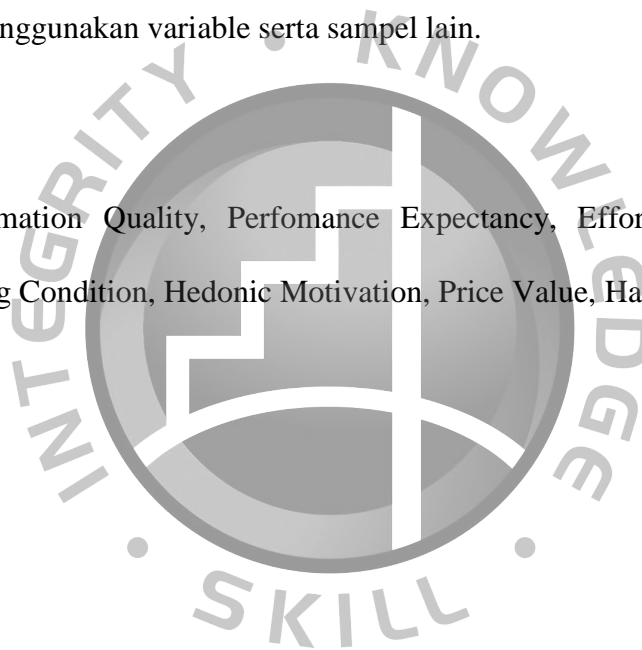 nggunakan variable serta sampel lain.
mation Quality, Perfomance Expectancy, Effor
g Condition, Hedonic Motivation, Price Value, Ha
INTEGRITY • KNOWLEDGE • SKILL •